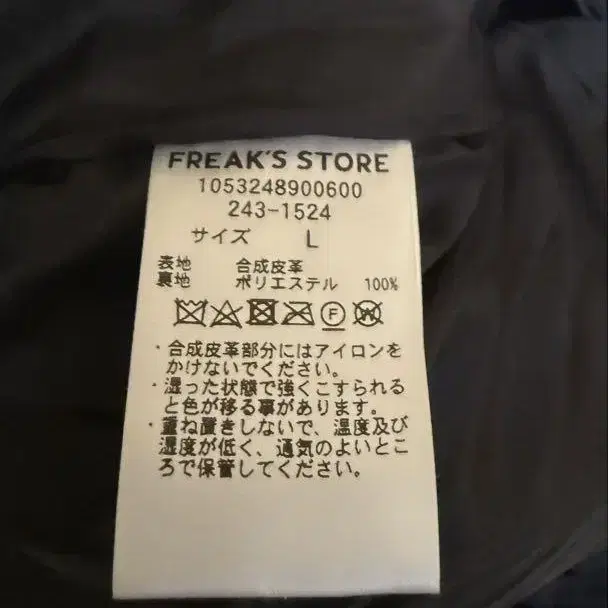 FREAK'S STORE
1053248900600
243-1524
サイズ L
表地 合成皮革
裏地 ポリエステル 100%
F W
・合成皮革部分にはアイロンを
かけないでください。
・湿った状態で強くこすられる
と色が移る事があります。
・重ね置きしないで、温度及び
湿度が低く、通気のよいとこ
ろで保管してください。